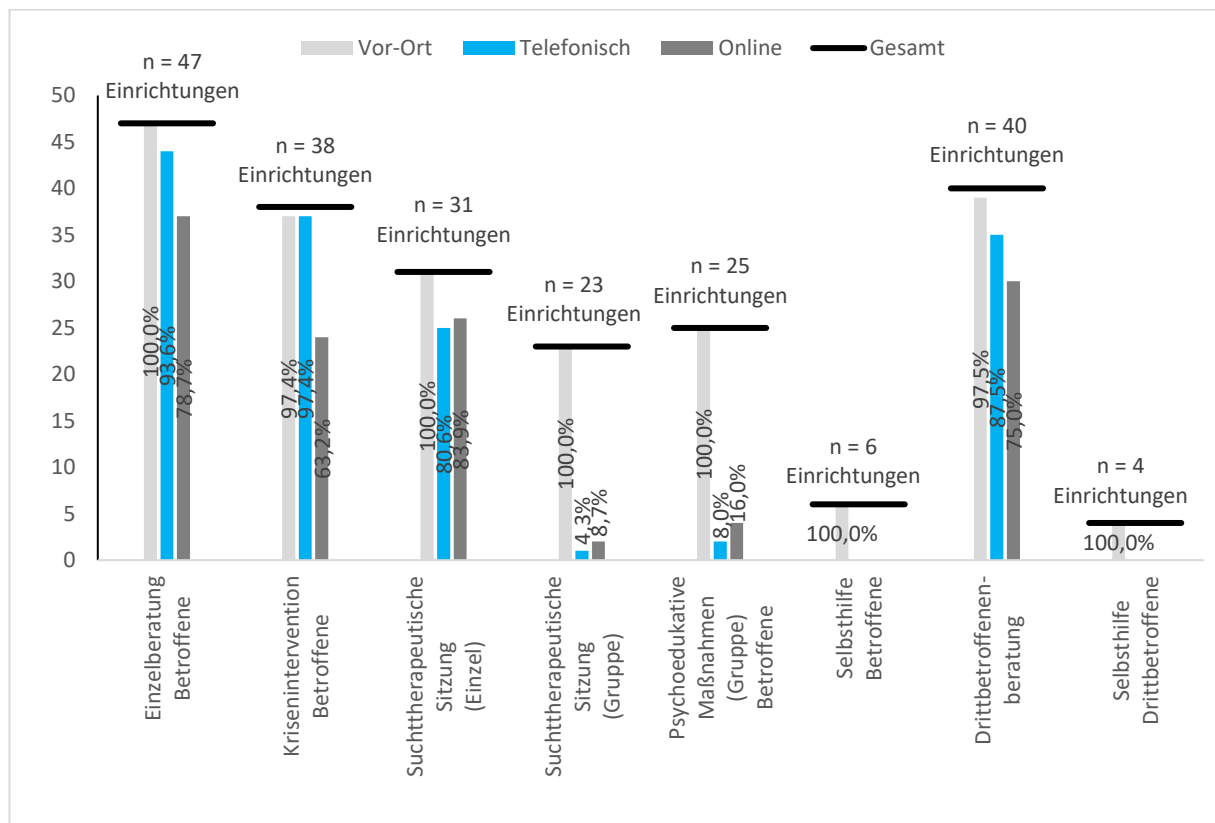 Vor-Ort Telefonisch Online Gesamt
n = 47
Einrichtungen
n = 38
Einrichtungen
n = 31
Einrichtungen
n = 23
Einrichtungen
n = 25
Einrichtungen
n = 6
Einrichtungen
n = 40
Einrichtungen
n = 4
Einrichtungen
50
45
40
35
30
25
20
15
10
5
0
100,0%
93,6%
78,7%
97,4%
97,4%
63,2%
100,0%
80,6%
83,9%
100,0%
4,3%
8,7%
100,0%
8,0%
16,0%
100,0%
97,5%
87,5%
75,0%
100,0%
Einzelberatung
Betroffene
Krisenintervention
Betroffene
Suchttherapeutische
Sitzung
(Einzel)
Suchttherapeutische
Sitzung
(Gruppe)
Psychoedukative
Maßnahmen
(Gruppe)
Betroffene
Selbsthilfe
Betroffene
Drittbetroffenen-
beratung
Selbsthilfe
Drittbetroffene